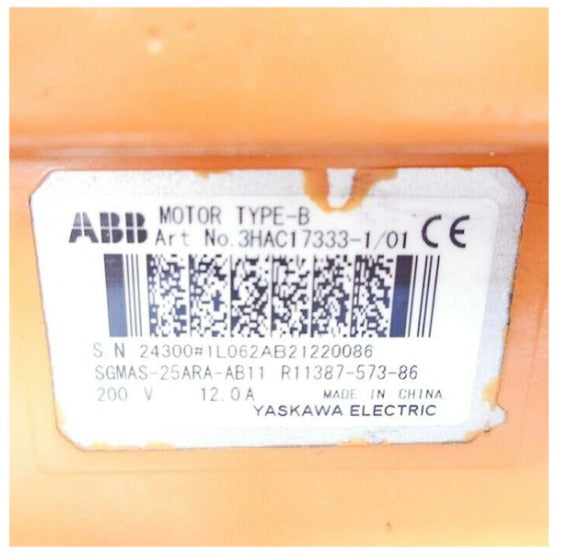 ABB MOTOR TYPE-B
Art No.3HAC17333-1/01 CE
S/N 24300#1L062AB21220086
SGMAS-25ARA-AB11 R11387-573-86
200 V 12.0A MADE IN CHINA
YASKAWA ELECTRIC